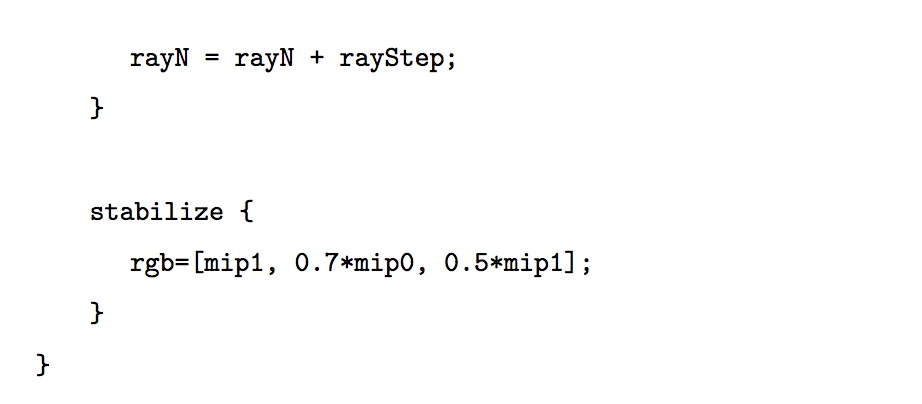 rayN = rayN + rayStep;
}
stabilize {
rgb=[mip1, 0.7*mip0, 0.5*mip1];
}
}